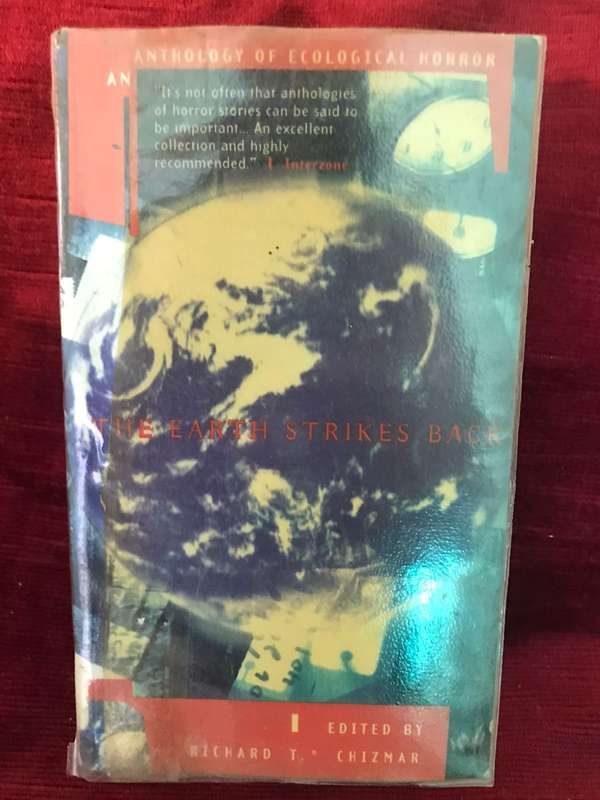 ANTHOLOGY OF ECOLOGICAL HORROR
AN
"It's not often that anthologies
of horror stories can be said to
be important... An excellent
collection and highly
recommended." Interzone
THE EARTH STRIKES BACK
EDITED BY
RICHARD T. CHIZMAR